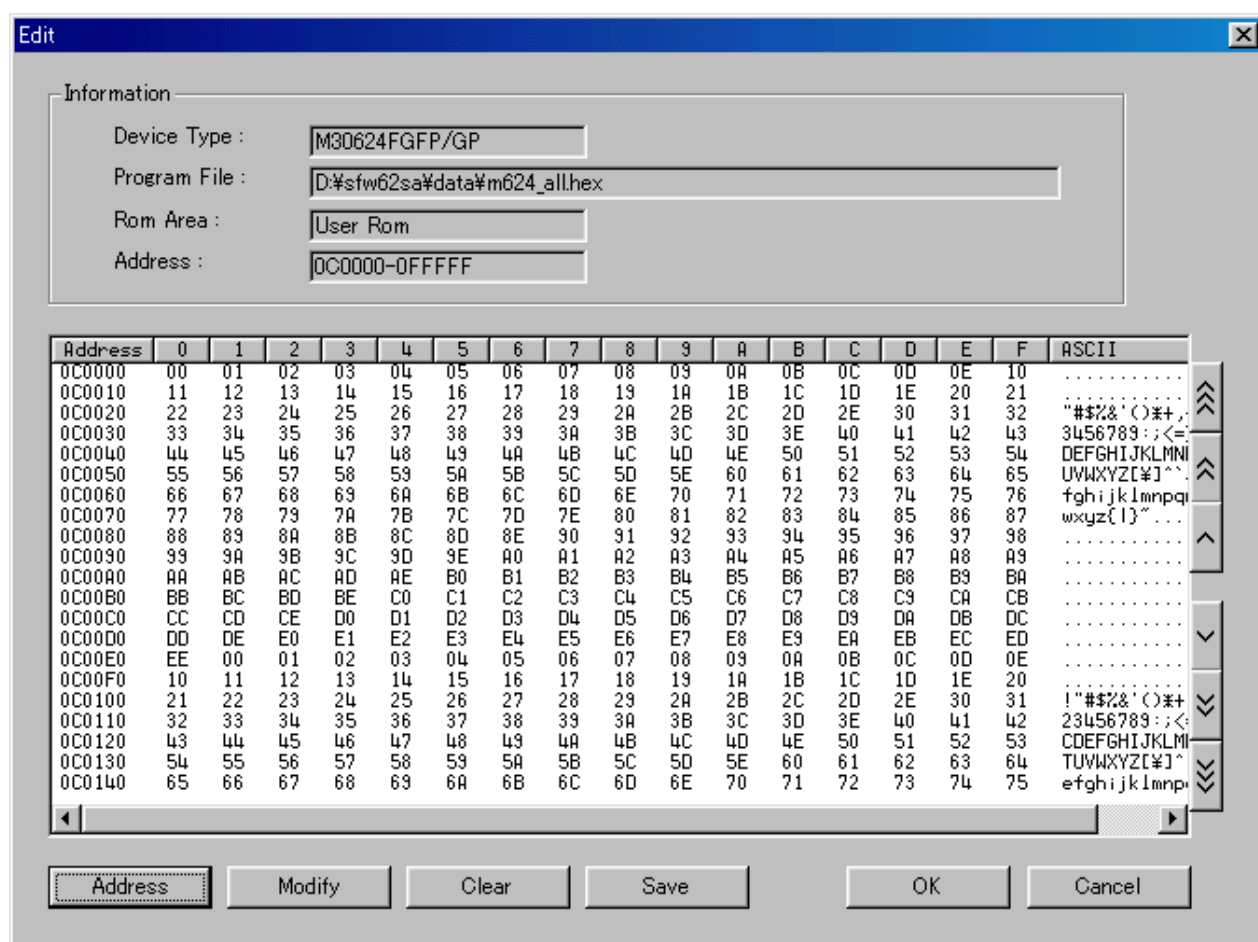 Edit
Information
Device Type : M30624FGFP/GP
Program File : D:¥sfw62sa¥data¥m624_all.hex
Rom Area : User Rom
Address : 0C0000-0FFFFF
Address 0 1 2 3 4 5 6 7 8 9 A B C D E F ASCII
0C0000 00 01 02 03 04 05 06 07 08 09 0A 0B 0C 0D 0E 10 ...........
0C0010 11 12 13 14 15 16 17 18 19 1A 1B 1C 1D 1E 20 21 ...........
0C0020 22 23 24 25 26 27 28 29 2A 2B 2C 2D 2E 30 31 32 "#$%&'()*+,-
0C0030 33 34 35 36 37 38 39 3A 3B 3C 3D 3E 40 41 42 43 3456789:;<=
0C0040 44 45 46 47 48 49 4A 4B 4C 4D 4E 50 51 52 53 54 DEFGHIJKLMN
0C0050 55 56 57 58 59 5A 5B 5C 5D 5E 60 61 62 63 64 65 UVWXYZ[¥]^`
0C0060 66 67 68 69 6A 6B 6C 6D 6E 70 71 72 73 74 75 76 fghijklmnpq
0C0070 77 78 79 7A 7B 7C 7D 7E 80 81 82 83 84 85 86 87 wxyz{|}~...
0C0080 88 89 8A 8B 8C 8D 8E 90 91 92 93 94 95 96 97 98 ...........
0C0090 99 9A 9B 9C 9D 9E A0 A1 A2 A3 A4 A5 A6 A7 A8 A9 ...........
0C00A0 AA AB AC AD AE B0 B1 B2 B3 B4 B5 B6 B7 B8 B9 BA ...........
0C00B0 BB BC BD BE C0 C1 C2 C3 C4 C5 C6 C7 C8 C9 CA CB ...........
0C00C0 CC CD CE D0 D1 D2 D3 D4 D5 D6 D7 D8 D9 DA DB DC ...........
0C00D0 DD DE E0 E1 E2 E3 E4 E5 E6 E7 E8 E9 EA EB EC ED ...........
0C00E0 EE 00 01 02 03 04 05 06 07 08 09 0A 0B 0C 0D 0E ...........
0C00F0 10 11 12 13 14 15 16 17 18 19 1A 1B 1C 1D 1E 20 ...........
0C0100 21 22 23 24 25 26 27 28 29 2A 2B 2C 2D 2E 30 31 !"#$%&'()*+
0C0110 32 33 34 35 36 37 38 39 3A 3B 3C 3D 3E 40 41 42 23456789:;<
0C0120 43 44 45 46 47 48 49 4A 4B 4C 4D 4E 50 51 52 53 CDEFGHIJKLM
0C0130 54 55 56 57 58 59 5A 5B 5C 5D 5E 60 61 62 63 64 TUVWXYZ[¥]^
0C0140 65 66 67 68 69 6A 6B 6C 6D 6E 70 71 72 73 74 75 efghijklmnp
Address Modify Clear Save OK Cancel